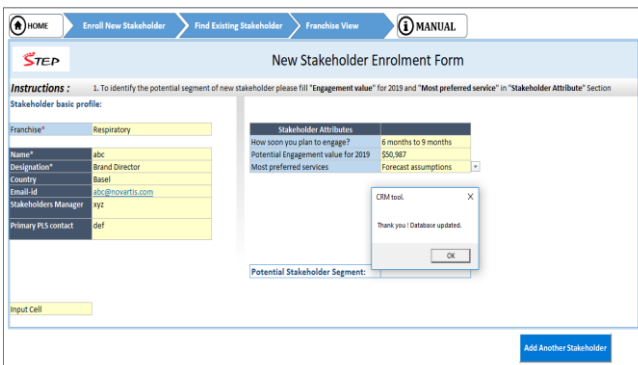 HOME
Enroll New Stakeholder
Find Existing Stakeholder
Franchise View
MANUAL
STEP
New Stakeholder Enrolment Form
Instructions :
1. To identify the potential segment of new stakeholder please fill "Engagement value" for 2019 and "Most preferred service" in "Stakeholder Attribute" Section
Stakeholder basic profile:
Franchise* Respiratory
Name* abc
Designation* Brand Director
Country Basel
Email-id abc@novartis.com
Stakeholders Manager xyz
Primary PLS contact def
Input Cell
Stakeholder Attributes
How soon you plan to engage? 6 months to 9 months
Potential Engagement value for 2019 $50,987
Most preferred services Forecast assumptions
CRM tool. X
Thank you ! Database updated.
OK
Potential Stakeholder Segment:
Add Another Stakeholder